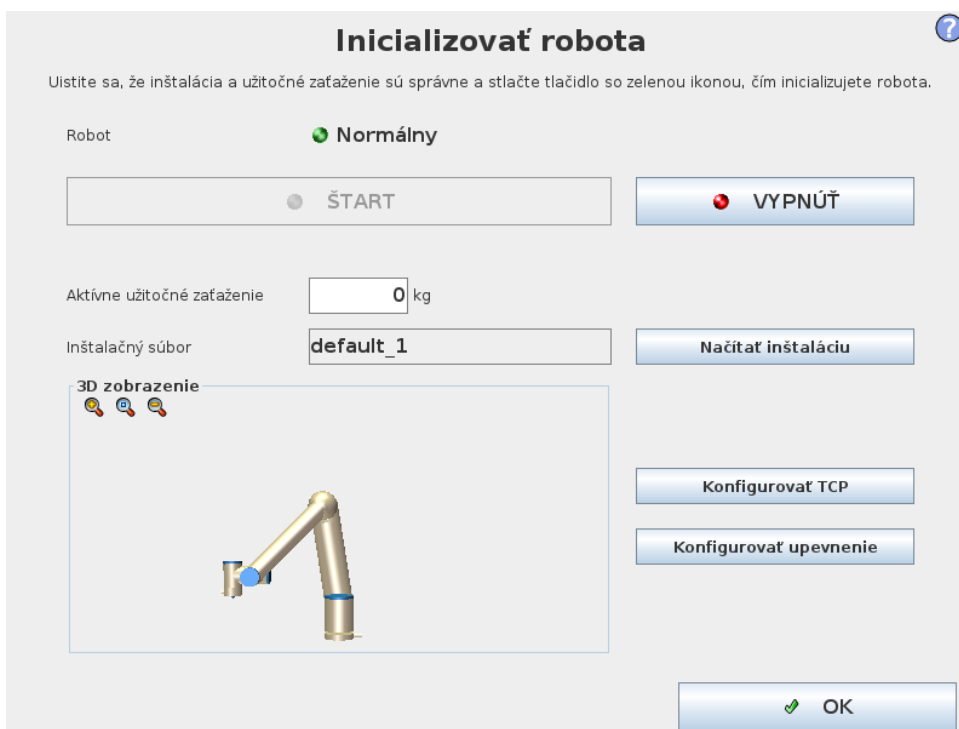 Inicializovať robota
?
Uistite sa, že inštalácia a užitočné zaťaženie sú správne a stlačte tlačidlo so zelenou ikonou, čím inicializujete robota.
Robot Normálny
ŠTART VYPNÚŤ
Aktívne užitočné zaťaženie 0 kg
Inštalačný súbor default_1 Načítať inštaláciu
3D zobrazenie
Konfigurovať TCP
Konfigurovať upevnenie
OK